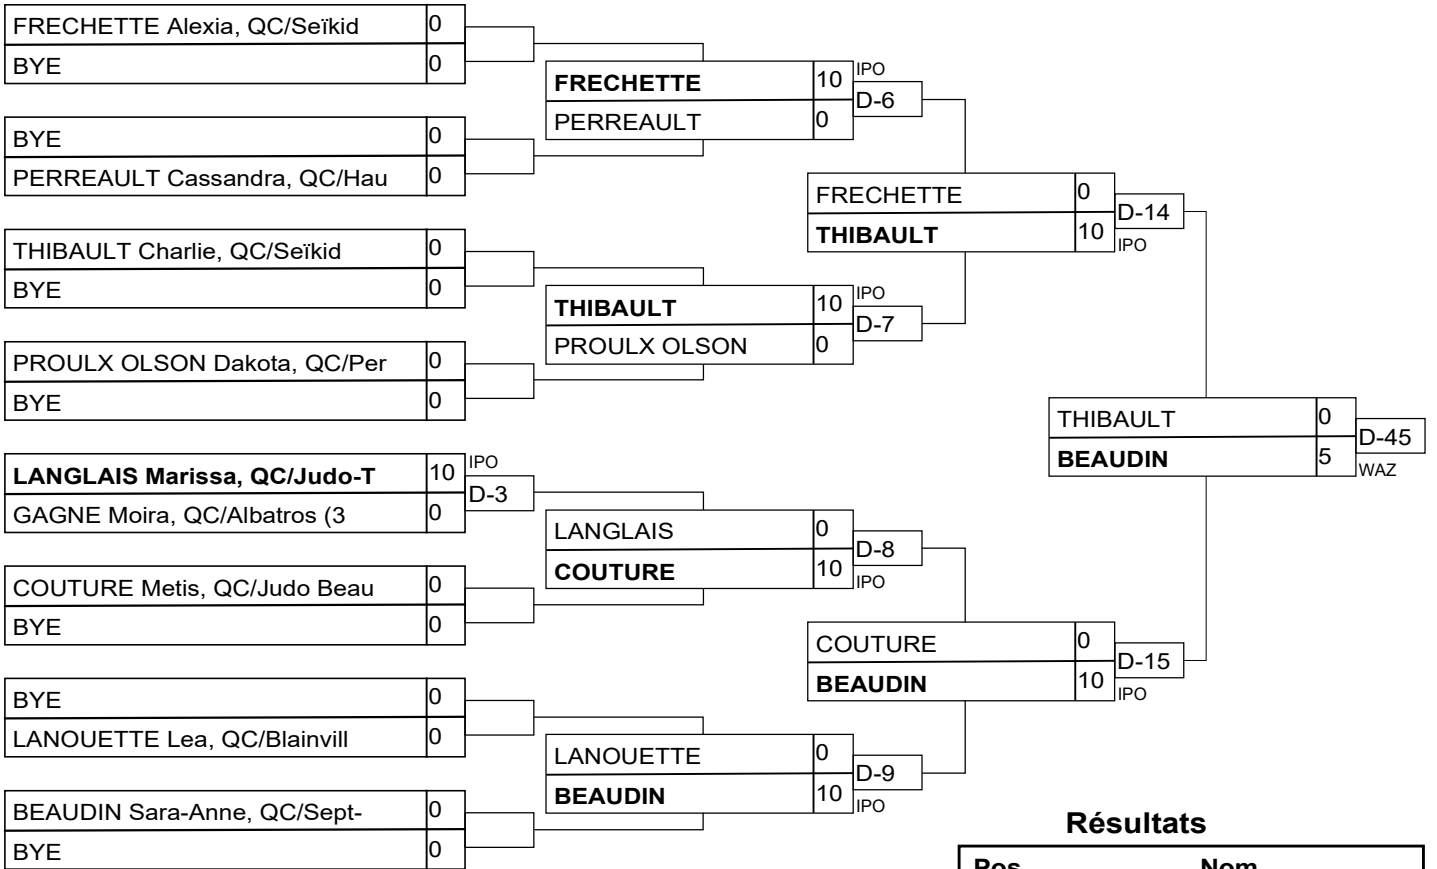 FRECHETTE Alexia, QC/Seïkid 0
BYE 0
BYE 0
PERREAULT Cassandra, QC/Hau 0
THIBAULT Charlie, QC/Seïkid 0
BYE 0
PROULX OLSON Dakota, QC/Per 0
BYE 0
LANGLAIS Marissa, QC/Judo-T 10 IPO
D-3
GAGNE Moira, QC/Albatros (3 0
COUTURE Metis, QC/Judo Beau 0
BYE 0
BYE 0
LANOUETTE Lea, QC/Blainvill 0
BEAUDIN Sara-Anne, QC/Sept- 0
BYE 0
FRECHETTE 10 IPO
D-6
PERREAULT 0
THIBAULT 10 IPO
D-7
PROULX OLSON 0
LANGLAIS 0
D-8
COUTURE 10 IPO
LANOUETTE 0
D-9
BEAUDIN 10 IPO
FRECHETTE 0
D-14
THIBAULT 10 IPO
COUTURE 0
D-15
BEAUDIN 10 IPO
THIBAULT 0
D-45
BEAUDIN 5 WAZ
Résultats
Pos Nom